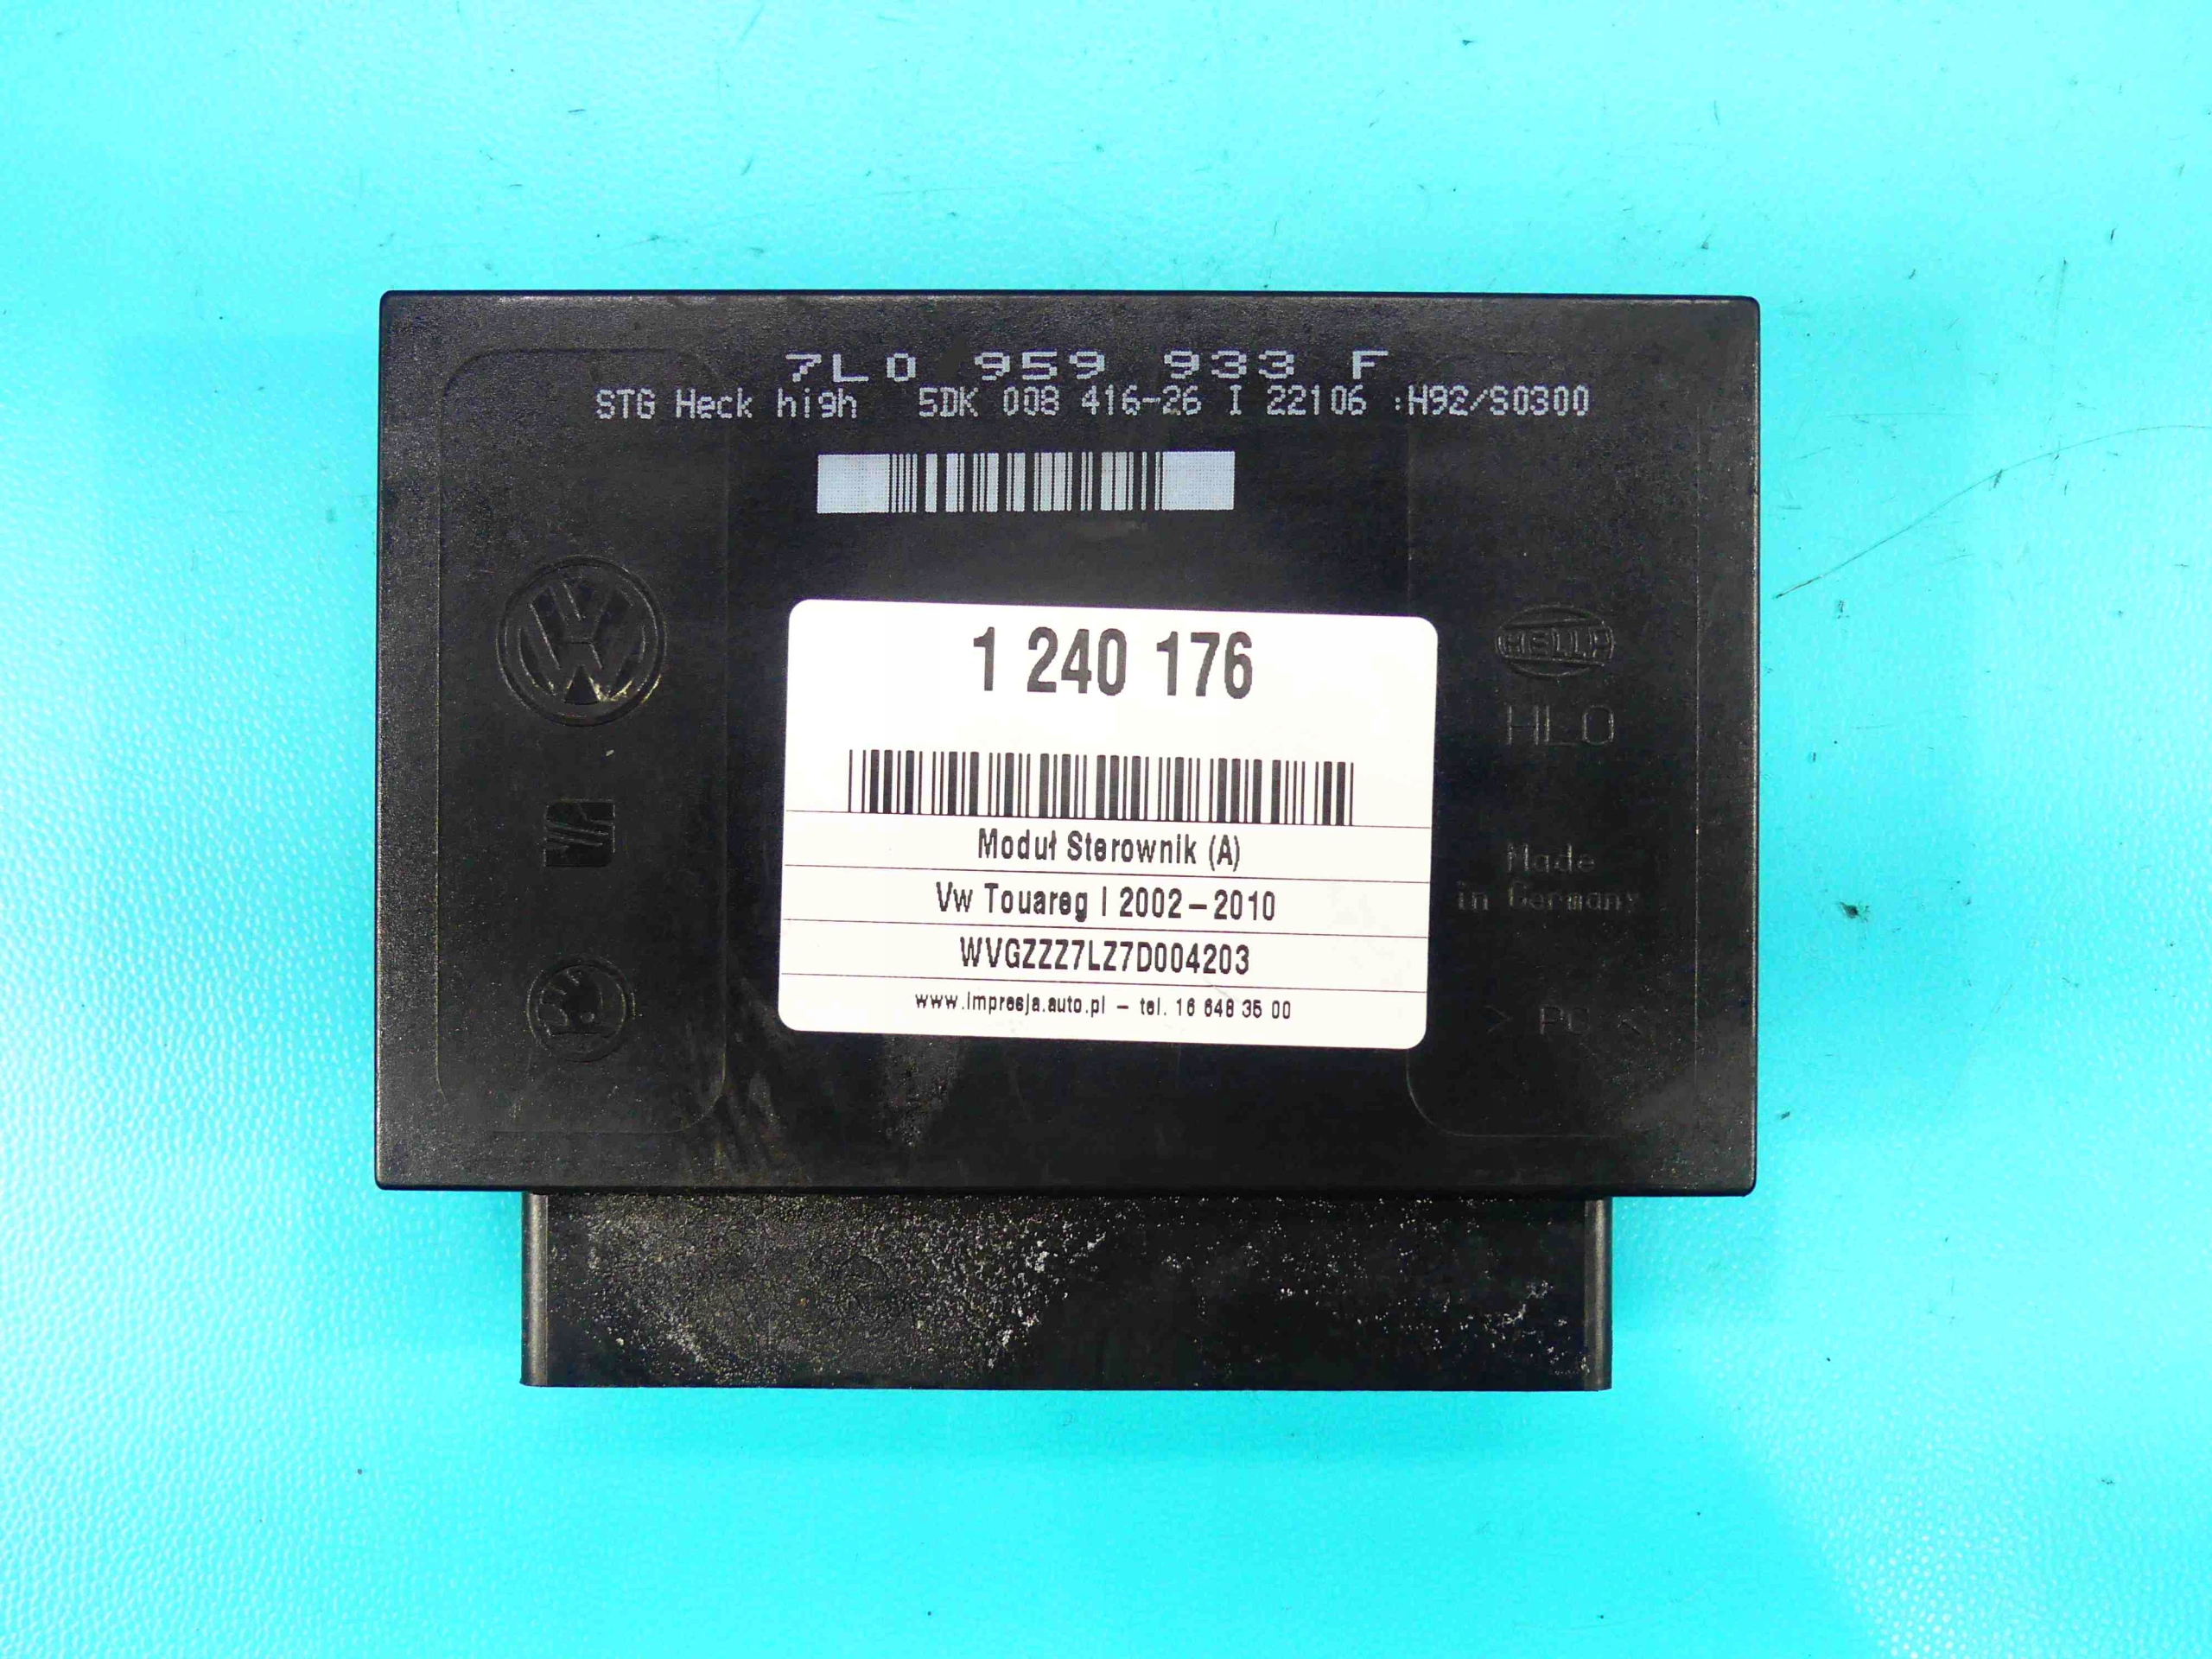 7L0 959 933 F
STG Heck high 5DK 008 416-26 I 22106 :H92/S0300
1 240 176
HELLA
HLO
Moduł Sterownik (A)
Made
in Germany
Vw Touareg I 2002-2010
WVGZZZ7LZ7D004203
www.impresja.auto.pl - tel. 16 648 35 00
> PC <